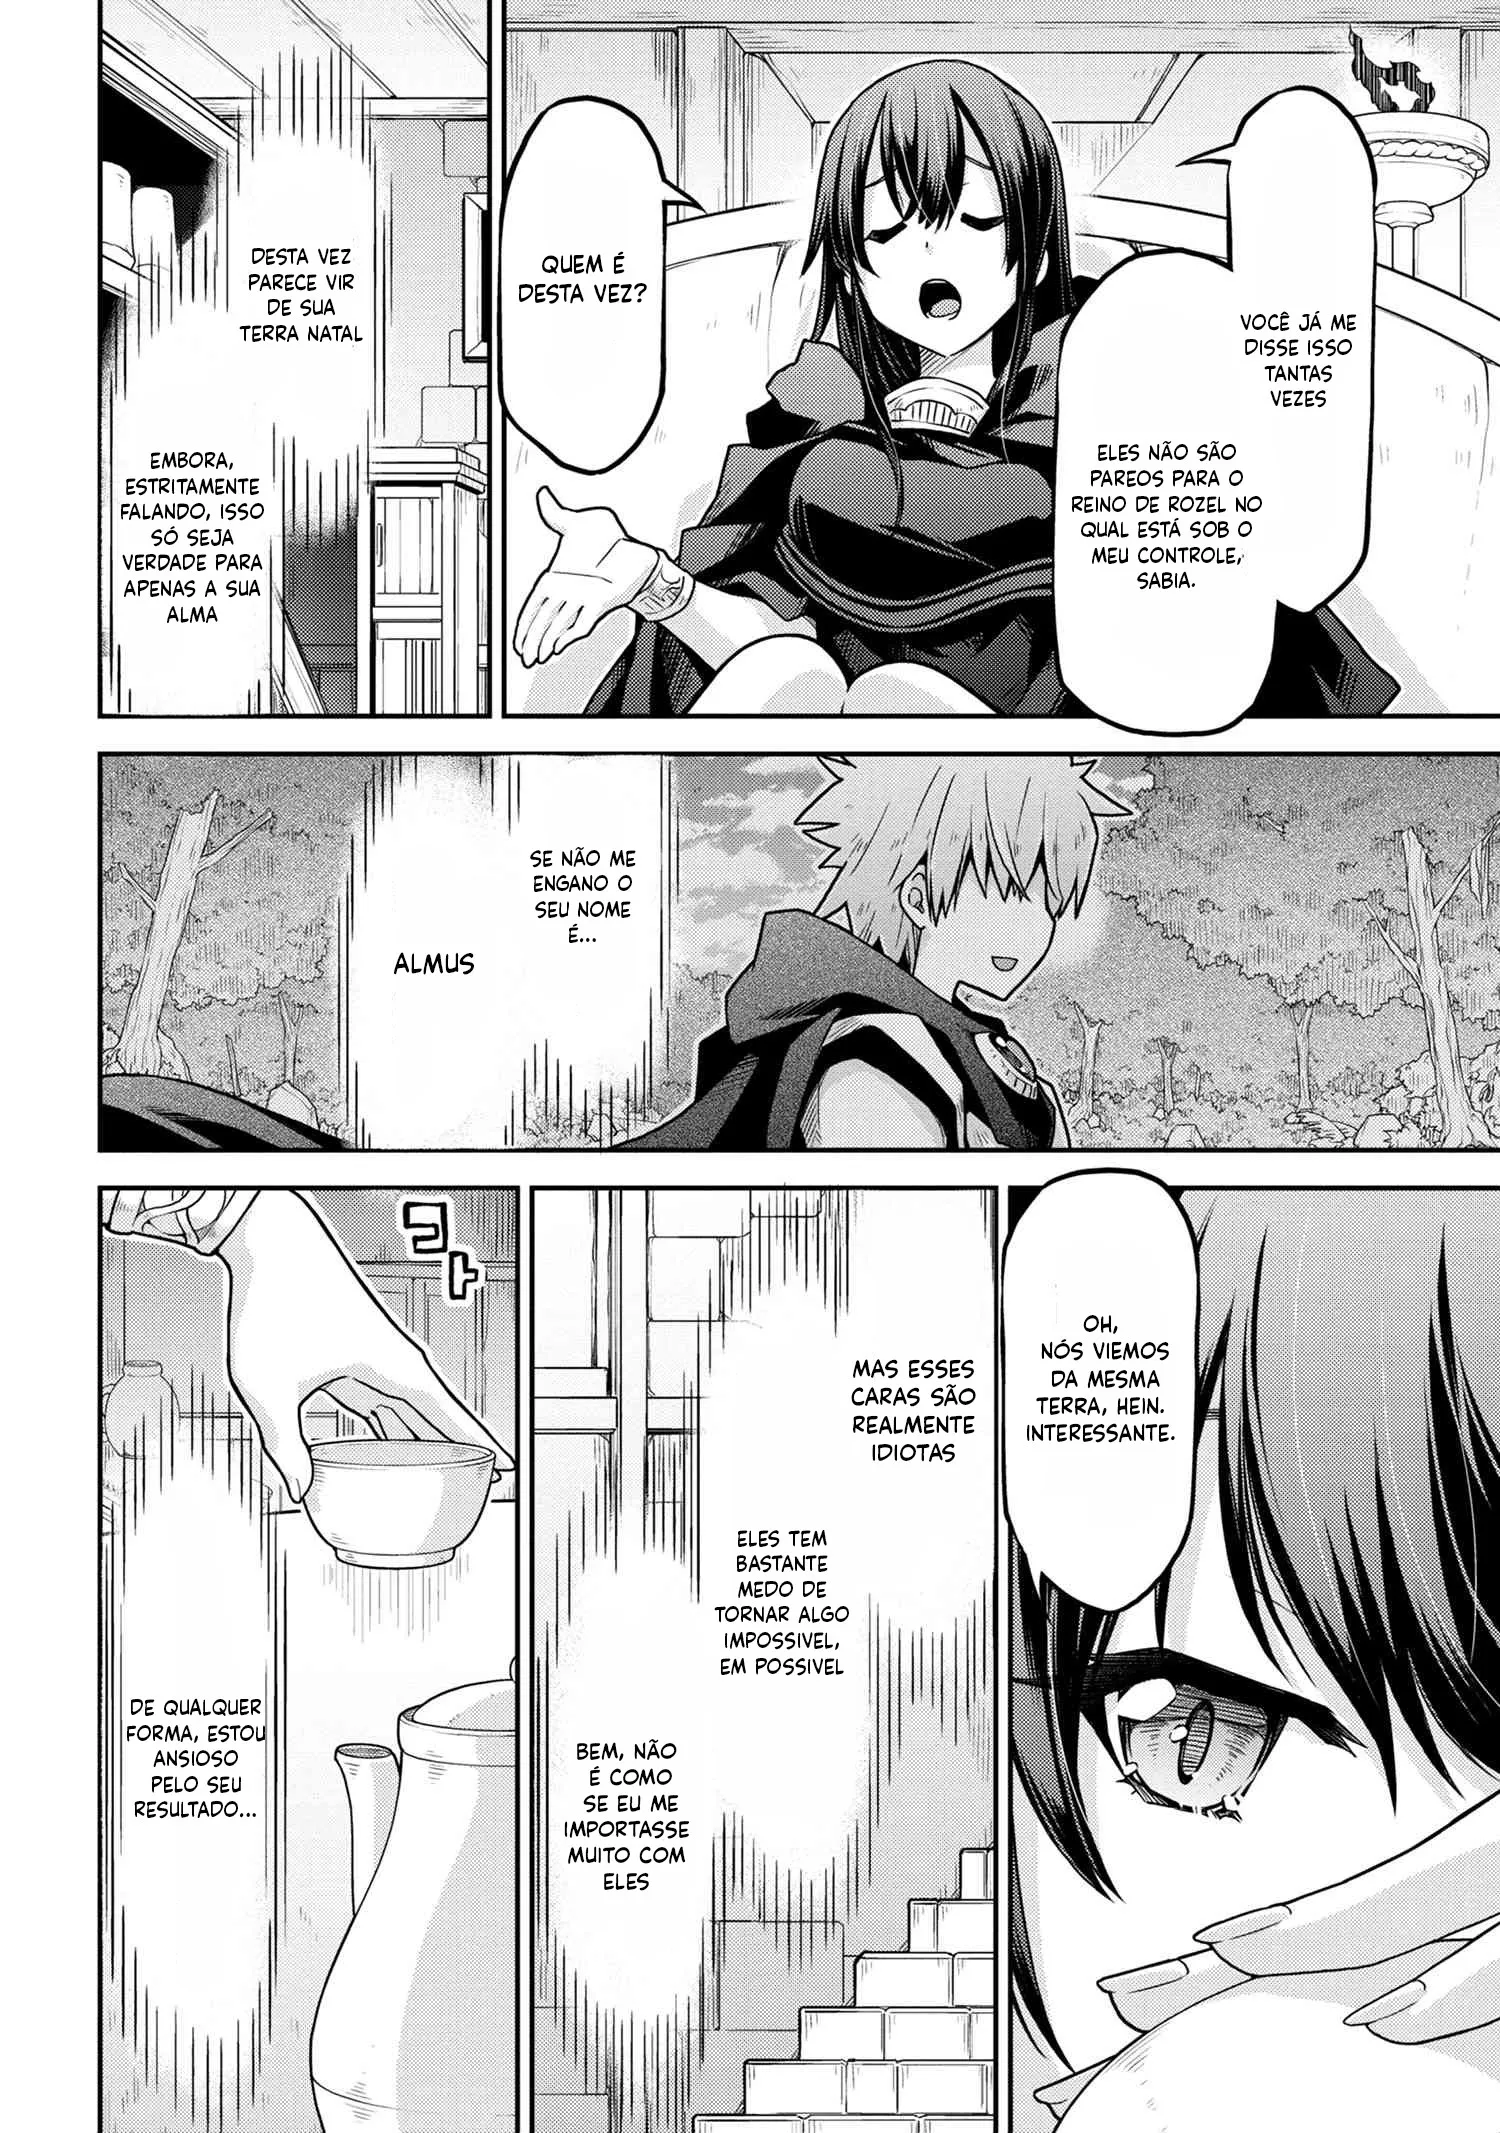 VOCÊ JÁ ME
DISSE ISSO
TANTAS
VEZES
ELES NÃO SÃO
PAREOS PARA O
REINO DE ROZEL NO
QUAL ESTÁ SOB O
MEU CONTROLE,
SABIA.
QUEM É
DESTA VEZ?
DESTA VEZ
PARECE VIR
DE SUA
TERRA NATAL
EMBORA,
ESTRITAMENTE
FALANDO, ISSO
SÓ SEJA
VERDADE PARA
APENAS A SUA
ALMA
SE NÃO ME
ENGANO O
SEU NOME
É...
ALMUS
OH,
NÓS VIEMOS
DA MESMA
TERRA, HEIN.
INTERESSANTE.
MAS ESSES
CARAS SÃO
REALMENTE
IDIOTAS
ELES TEM
BASTANTE
MEDO DE
TORNAR ALGO
IMPOSSIVEL,
EM POSSIVEL
BEM, NÃO
É COMO
SE EU ME
IMPORTASSE
MUITO COM
ELES
コト
DE QUALQUER
FORMA, ESTOU
ANSIOSO
PELO SEU
RESULTADO...